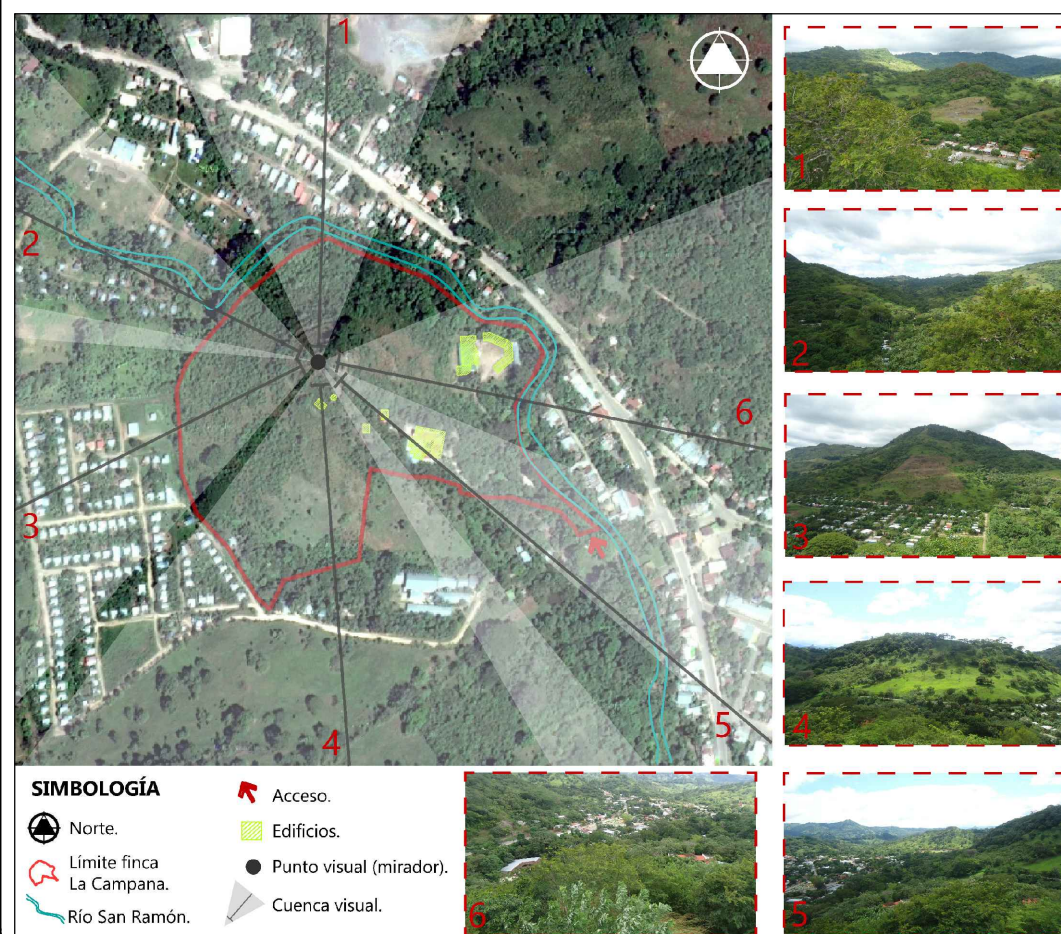 1
2
3
4
5
6
1
2
3
4
5
6
SIMBOLOGÍA
Norte.
Límite finca
La Campana.
Río San Ramón.
Acceso.
Edificios.
Punto visual (mirador).
Cuenca visual.